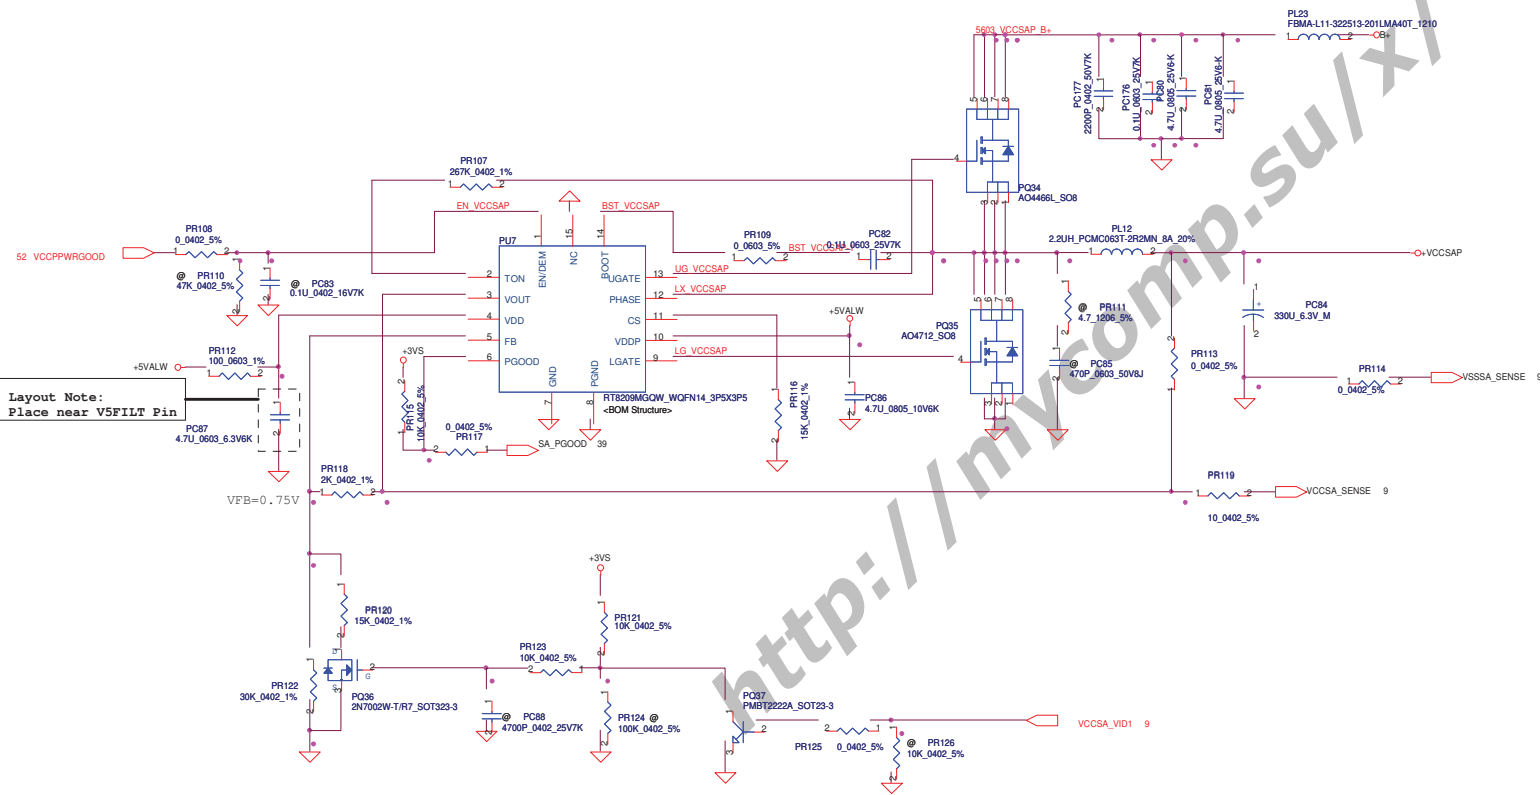 PL23
FBMA-L11-322513-201LMA40T_1210
5603_VCCSAP_B+
1 2 B+
PC177
2200P_0402_50V7K
PC176
0.1U_0603_25V7K
PC80
4.7U_0805_25V6-K
PC81
4.7U_0805_25V6-K
PQ34
AO4466L_SO8
PR107
267K_0402_1%
EN_VCCSAP
BST_VCCSAP
PR108
0_0402_5%
52 VCCPPWRGOOD
@
PR110
47K_0402_5%
@
PC83
0.1U_0402_16V7K
PU7
EN/DEM
NC
BOOT
TON
VOUT
VDD
FB
PGOOD
UGATE
PHASE
CS
VDDP
LGATE
GND
PGND
RT8209MGQW_WQFN14_3P5X3P5
<BOM Structure>
PR109
0_0603_5%
PC82
0.1U_0603_25V7K
UG_VCCSAP
LX_VCCSAP
LG_VCCSAP
PL12
2.2UH_PCMC063T-2R2MN_8A_20%
+VCCSAP
+5VALW
PQ35
AO4712_SO8
@
PR111
4.7_1206_5%
@
PC85
470P_0603_50V8J
PC84
330U_6.3V_M
PR113
0_0402_5%
PR114
0_0402_5%
VSSSA_SENSE 9
+5VALW
PR112
100_0603_1%
Layout Note:
Place near V5FILT Pin
PC87
4.7U_0603_6.3V6K
+3VS
PR115
10K_0402_5%
0_0402_5%
PR117
SA_PGOOD 39
PR116
15K_0402_1%
PC86
4.7U_0805_10V6K
PR118
2K_0402_1%
VFB=0.75V
PR119
10_0402_5%
VCCSA_SENSE 9
PR120
15K_0402_1%
PR122
30K_0402_1%
PQ36
2N7002W-T/R7_SOT323-3
+3VS
PR121
10K_0402_5%
PR123
10K_0402_5%
@
PC88
4700P_0402_25V7K
PR124 @
100K_0402_5%
PQ37
PMBT2222A_SOT23-3
PR125 0_0402_5%
@
PR126
10K_0402_5%
VCCSA_VID1 9
http://mycomp.su/x/